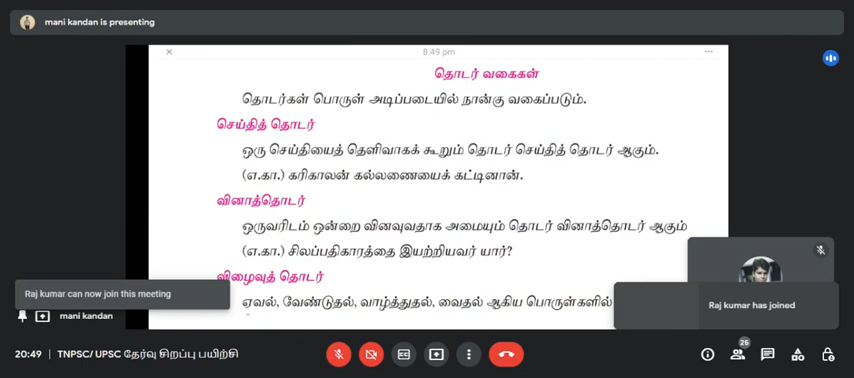 mani kandan is presenting
8:49 pm
தொடர் வகைகள்
தொடர்கள் பொருள் அடிப்படையில் நான்கு வகைப்படும்.
செய்தித் தொடர்
ஒரு செய்தியைத் தெளிவாகக் கூறும் தொடர் செய்தித் தொடர் ஆகும்.
(எ.கா.) கரிகாலன் கல்லணையைக் கட்டினான்.
வினாத்தொடர்
ஒருவரிடம் ஒன்றை வினவுவதாக அமையும் தொடர் வினாத்தொடர் ஆகும்
(எ.கா.) சிலப்பதிகாரத்தை இயற்றியவர் யார்?
விழைவுத் தொடர்
ஏவல், வேண்டுதல், வாழ்த்துதல், வைதல் ஆகிய பொருள்களில்
Raj kumar can now join this meeting
Raj kumar has joined
mani kandan
20:49 | TNPSC/ UPSC தேர்வு சிறப்பு பயிற்சி
25